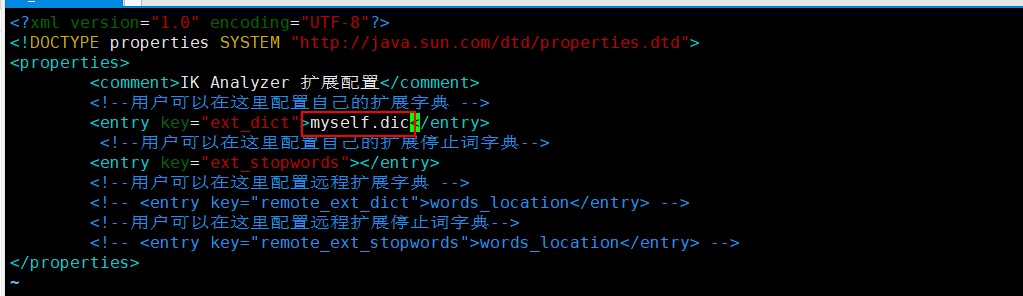 <?xml version="1.0" encoding="UTF-8"?>
<!DOCTYPE properties SYSTEM "http://java.sun.com/dtd/properties.dtd">
<properties>
        <comment>IK Analyzer 扩展配置</comment>
        <!--用户可以在这里配置自己的扩展字典 -->
        <entry key="ext_dict">myself.dic</entry>
         <!--用户可以在这里配置自己的扩展停止词字典-->
        <entry key="ext_stopwords"></entry>
        <!--用户可以在这里配置远程扩展字典 -->
        <!-- <entry key="remote_ext_dict">words_location</entry> -->
        <!--用户可以在这里配置远程扩展停止词字典-->
        <!-- <entry key="remote_ext_stopwords">words_location</entry> -->
</properties>
~